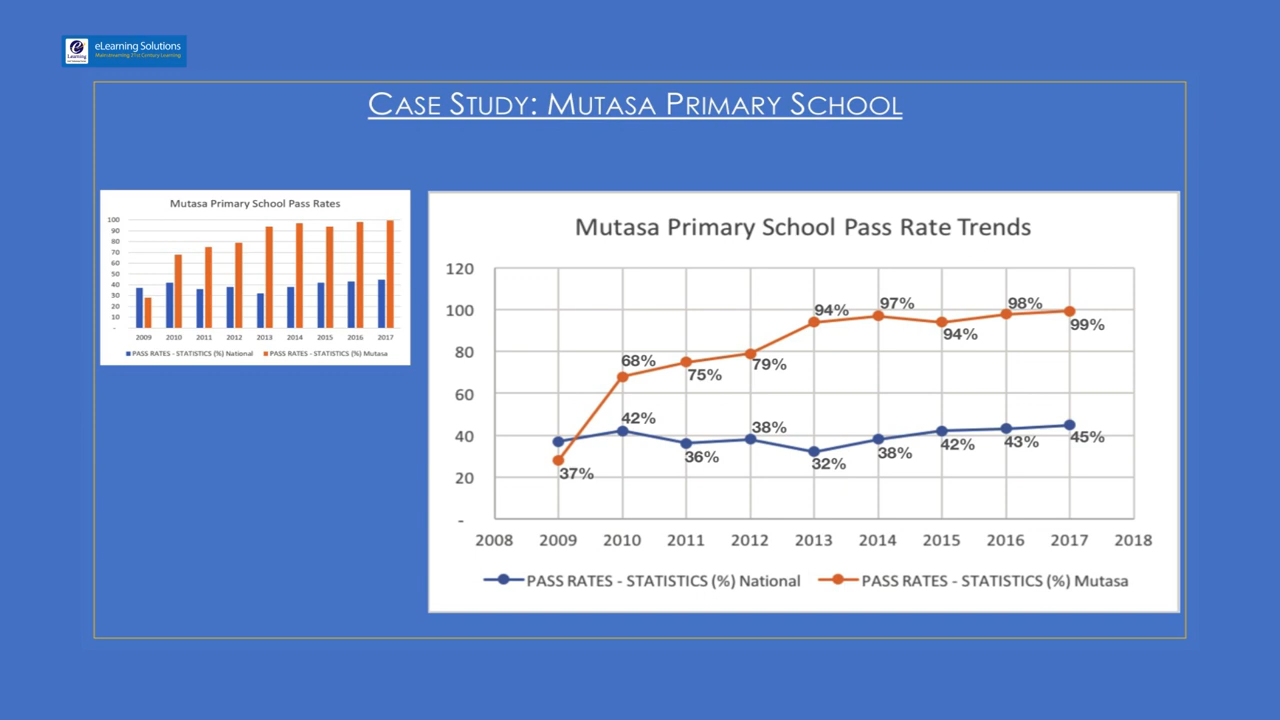 eLearning Solutions
Mainstreaming 21st Century Learning
CASE STUDY: MUTASA PRIMARY SCHOOL
Mutasa Primary School Pass Rates
100
90
80
70
60
50
40
30
20
10
-
2009 2010 2011 2012 2013 2014 2015 2016 2017
PASS RATES - STATISTICS (%) National PASS RATES - STATISTICS (%) Mutasa
Mutasa Primary School Pass Rate Trends
120
100
80
60
40
20
-
68% 75% 79% 94% 97% 94% 98% 99%
37% 42% 36% 38% 32% 38% 42% 43% 45%
2008 2009 2010 2011 2012 2013 2014 2015 2016 2017 2018
PASS RATES - STATISTICS (%) National PASS RATES - STATISTICS (%) Mutasa